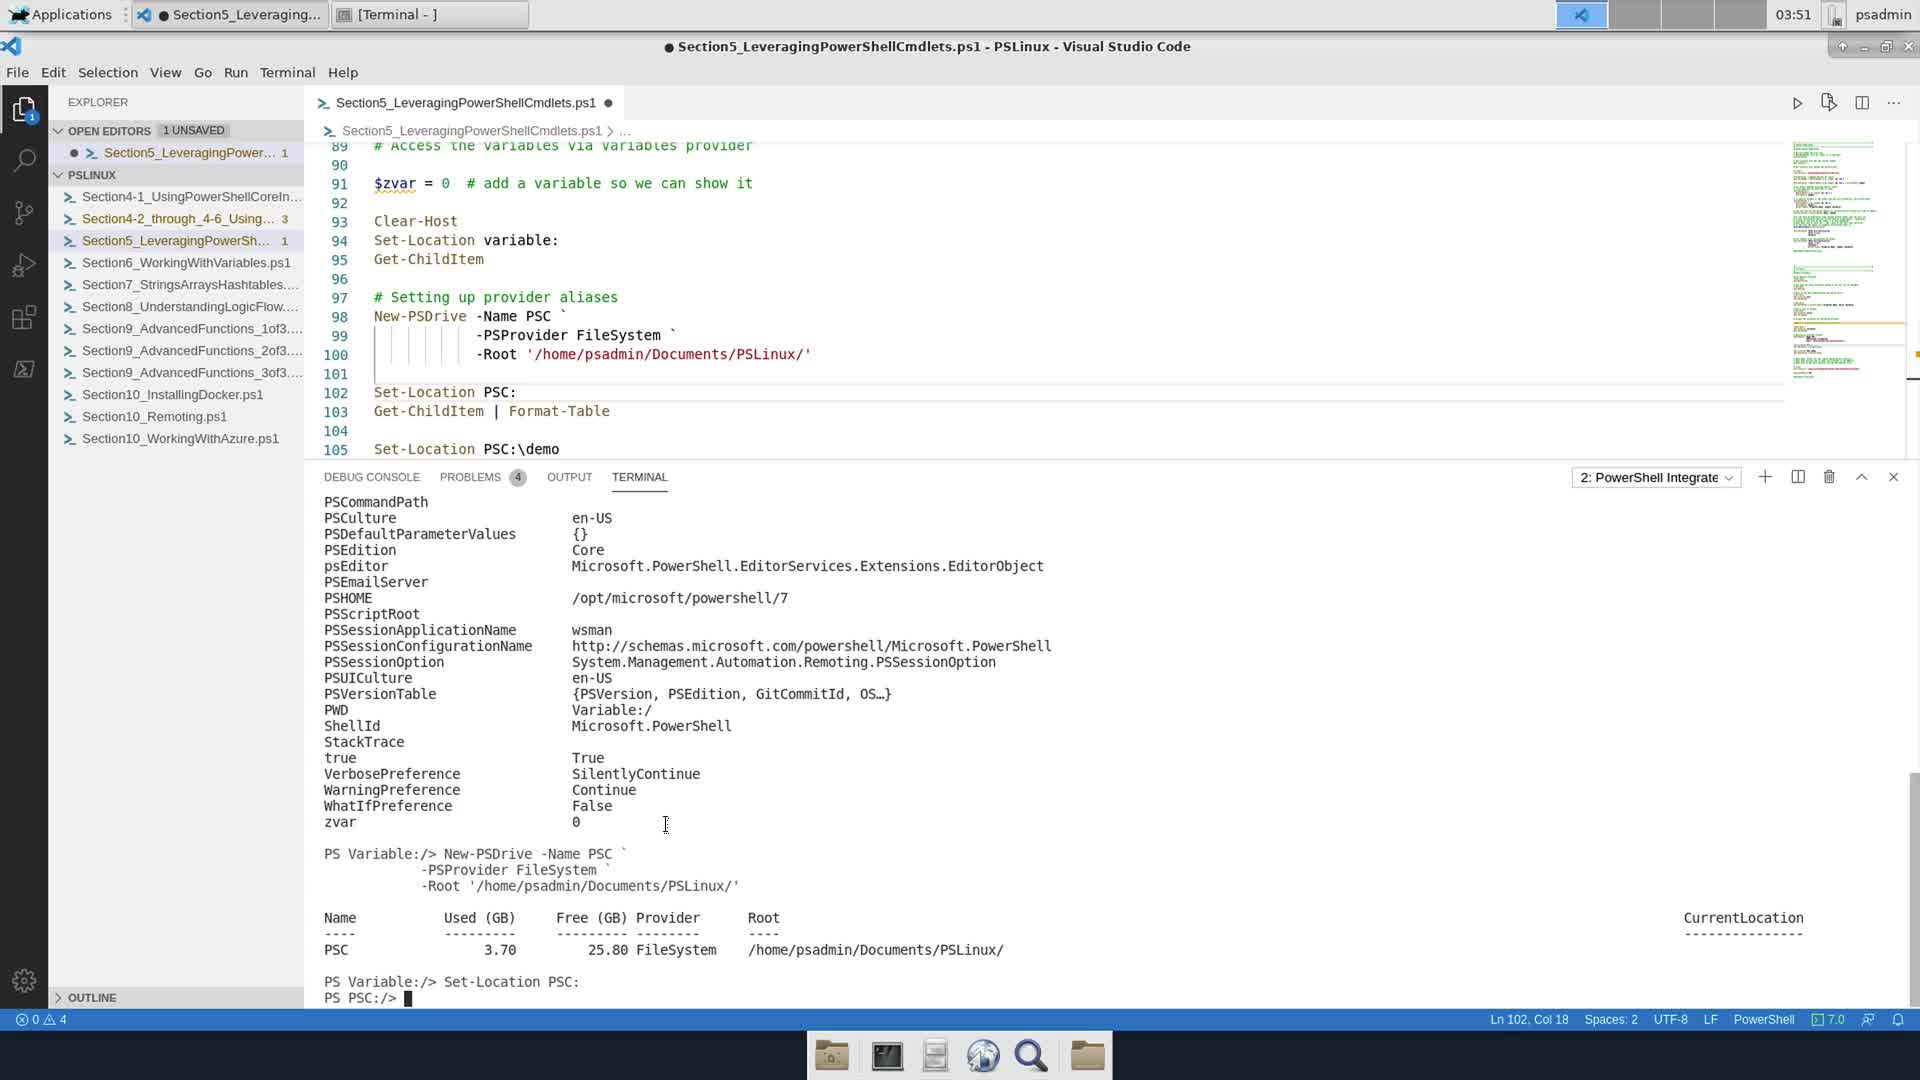 Applications
● Section5_Leveraging...
[Terminal - ]
03:51
psadmin
● Section5_LeveragingPowerShellCmdlets.ps1 - PSLinux - Visual Studio Code
File Edit Selection View Go Run Terminal Help
EXPLORER
OPEN EDITORS 1 UNSAVED
● Section5_LeveragingPower... 1
PSLINUX
Section4-1_UsingPowerShellCoreIn...
Section4-2_through_4-6_Using... 3
Section5_LeveragingPowerSh... 1
Section6_WorkingWithVariables.ps1
Section7_StringsArraysHashtables....
Section8_UnderstandingLogicFlow....
Section9_AdvancedFunctions_1of3....
Section9_AdvancedFunctions_2of3....
Section9_AdvancedFunctions_3of3....
Section10_InstallingDocker.ps1
Section10_Remoting.ps1
Section10_WorkingWithAzure.ps1
OUTLINE
1
Section5_LeveragingPowerShellCmdlets.ps1 ●
Section5_LeveragingPowerShellCmdlets.ps1 > ...
89 # Access the variables via Variables provider
90
91 $zvar = 0  # add a variable so we can show it
92
93 Clear-Host
94 Set-Location variable:
95 Get-ChildItem
96
97 # Setting up provider aliases
98 New-PSDrive -Name PSC `
99 -PSProvider FileSystem `
100 -Root '/home/psadmin/Documents/PSLinux/'
101
102 Set-Location PSC:
103 Get-ChildItem | Format-Table
104
105 Set-Location PSC:\demo
DEBUG CONSOLE PROBLEMS 4 OUTPUT TERMINAL
2: PowerShell Integrate
PSCommandPath
PSCulture en-US
PSDefaultParameterValues {}
PSEdition Core
psEditor Microsoft.PowerShell.EditorServices.Extensions.EditorObject
PSEmailServer
PSHOME /opt/microsoft/powershell/7
PSScriptRoot
PSSessionApplicationName wsman
PSSessionConfigurationName http://schemas.microsoft.com/powershell/Microsoft.PowerShell
PSSessionOption System.Management.Automation.Remoting.PSSessionOption
PSUICulture en-US
PSVersionTable {PSVersion, PSEdition, GitCommitId, OS…}
PWD Variable:/
ShellId Microsoft.PowerShell
StackTrace
true True
VerbosePreference SilentlyContinue
WarningPreference Continue
WhatIfPreference False
zvar 0
PS Variable:/> New-PSDrive -Name PSC `
-PSProvider FileSystem `
-Root '/home/psadmin/Documents/PSLinux/'
Name Used (GB) Free (GB) Provider Root CurrentLocation
---- --------- --------- -------- ---- ---------------
PSC 3.70 25.80 FileSystem /home/psadmin/Documents/PSLinux/
PS Variable:/> Set-Location PSC:
PS PSC:/>
0 4
Ln 102, Col 18 Spaces: 2 UTF-8 LF PowerShell 7.0